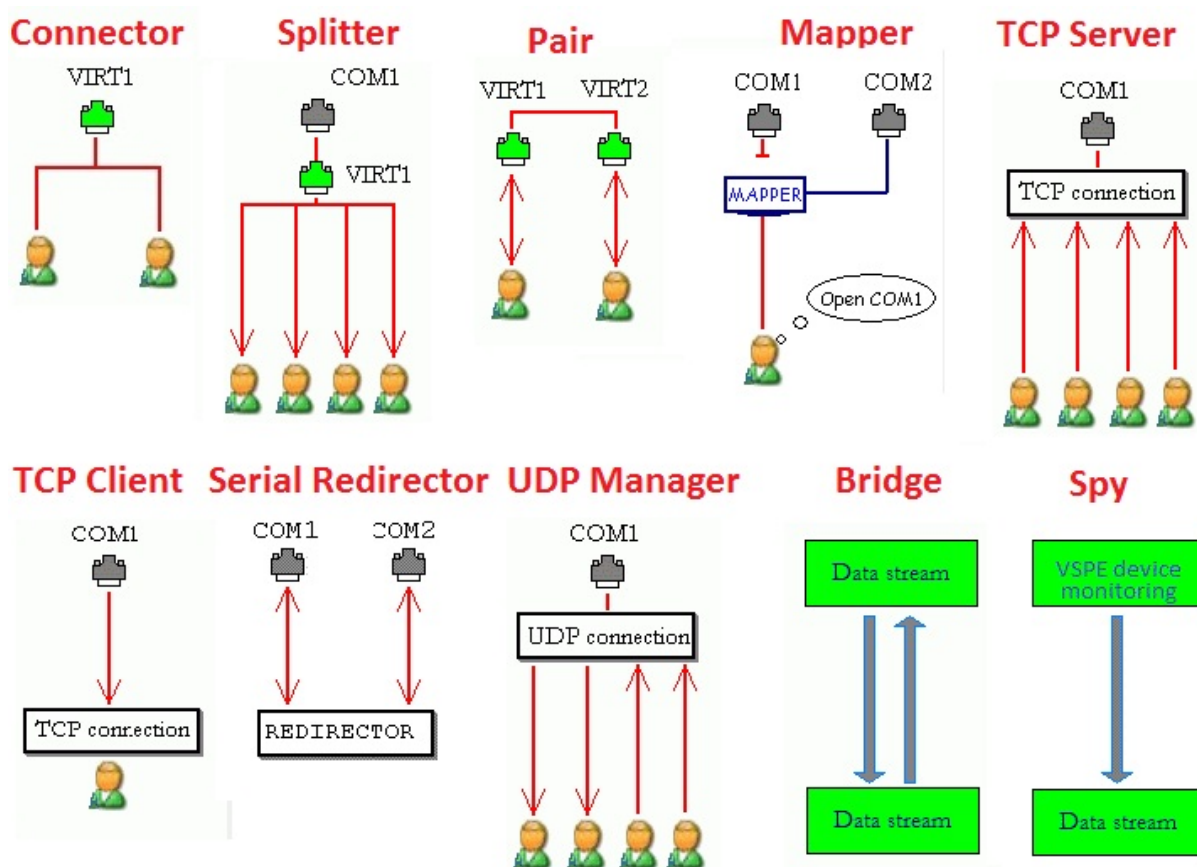 Connector
VIRT1
Splitter
COM1
VIRT1
Pair
VIRT1 VIRT2
Mapper
COM1 COM2
MAPPER
Open COM1
TCP Server
COM1
TCP connection
TCP Client
COM1
TCP connection
Serial Redirector
COM1 COM2
REDIRECTOR
UDP Manager
COM1
UDP connection
Bridge
Data stream
Data stream
Spy
VSPE device
monitoring
Data stream